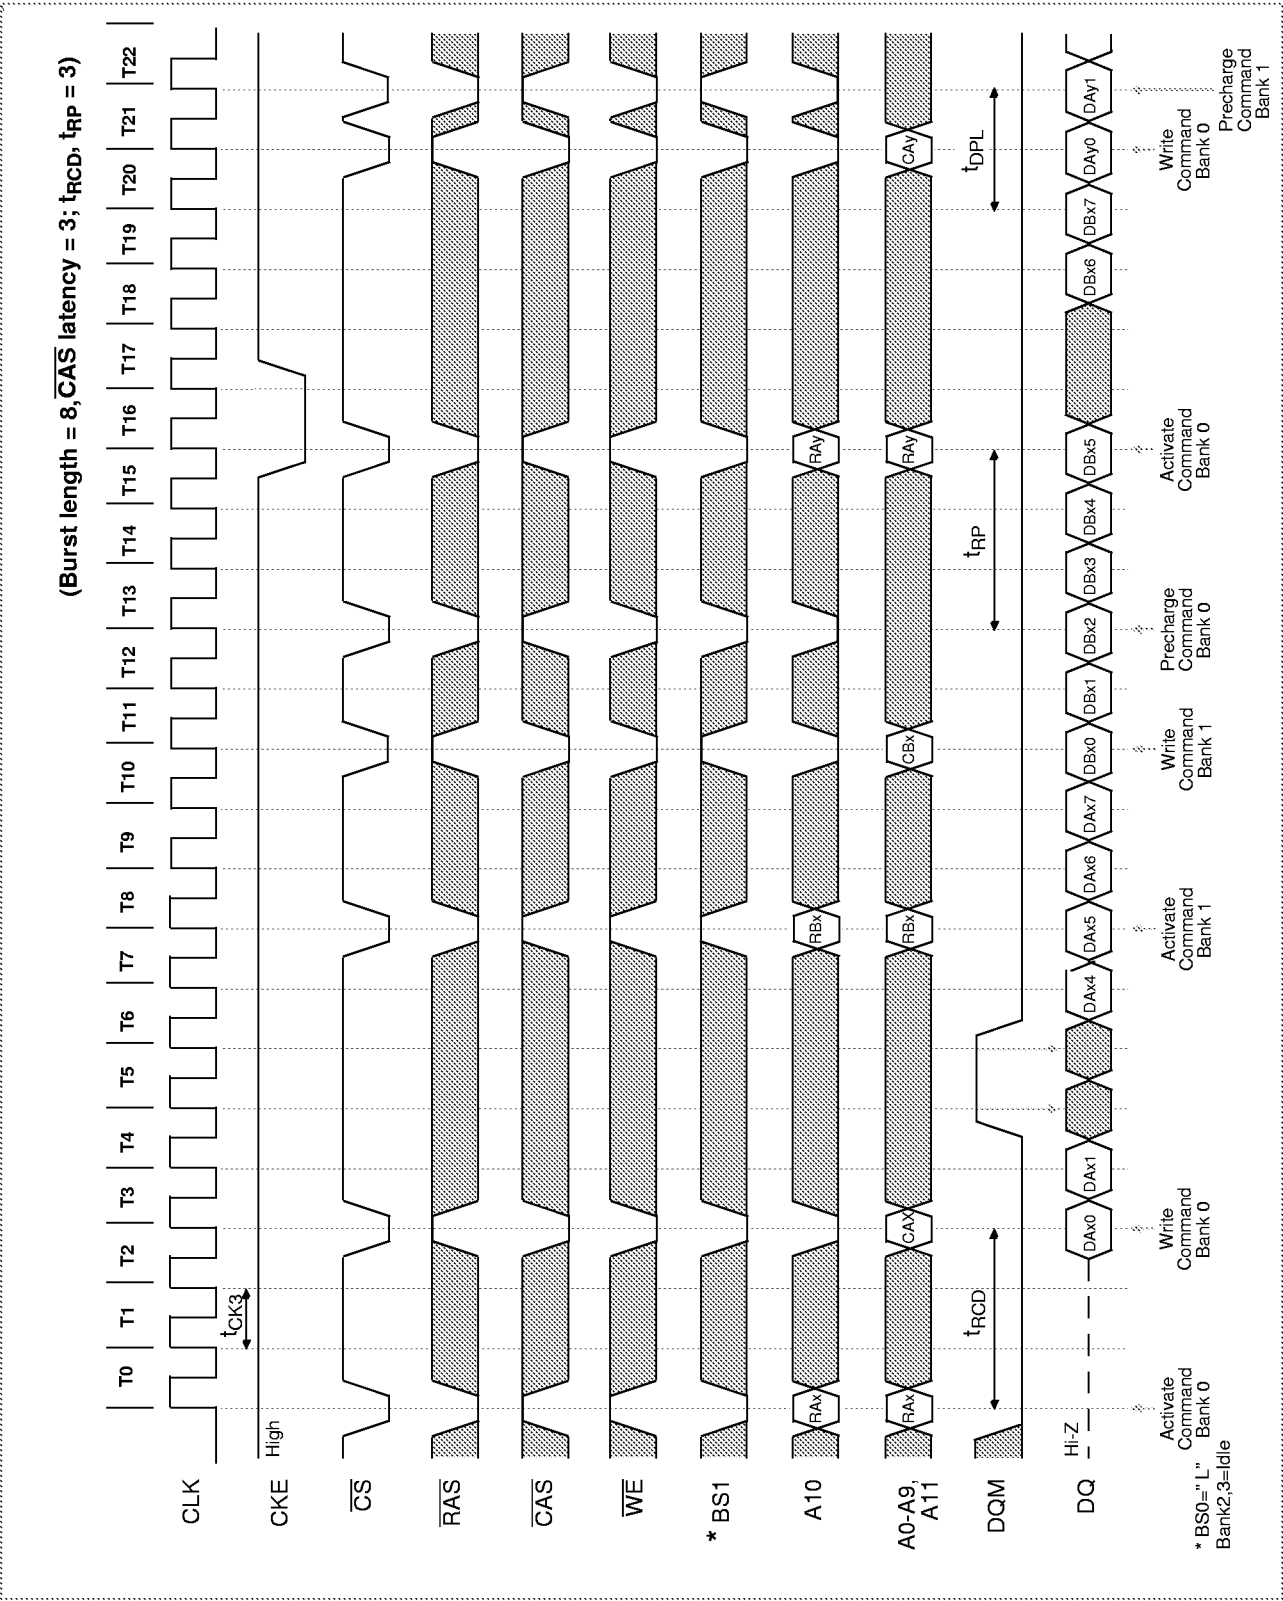 (Burst length = 8, CAS latency = 3; tRCD, tRP = 3)
T0 T1 T2 T3 T4 T5 T6 T7 T8 T9 T10 T11 T12 T13 T14 T15 T16 T17 T18 T19 T20 T21 T22
CLK
tCK3
CKE
High
CS
RAS
CAS
WE
* BS1
A10
RAx RBx RAy
A0-A9,
A11
RAx CAX RBx CBx RAy CAy
DQM
tRCD tRP tDPL
DQ
Hi-Z
DAx0 DAx1 DAx4 DAx5 DAx6 DAx7 DBx0 DBx1 DBx2 DBx3 DBx4 DBx5 DBx6 DBx7 DAy0 DAy1
Activate
Command
Bank 0
Write
Command
Bank 0
Activate
Command
Bank 1
Write
Command
Bank 1
Precharge
Command
Bank 0
Activate
Command
Bank 0
Write
Command
Bank 0
Precharge
Command
Bank 1
* BS0=" L"
Bank2,3=Idle